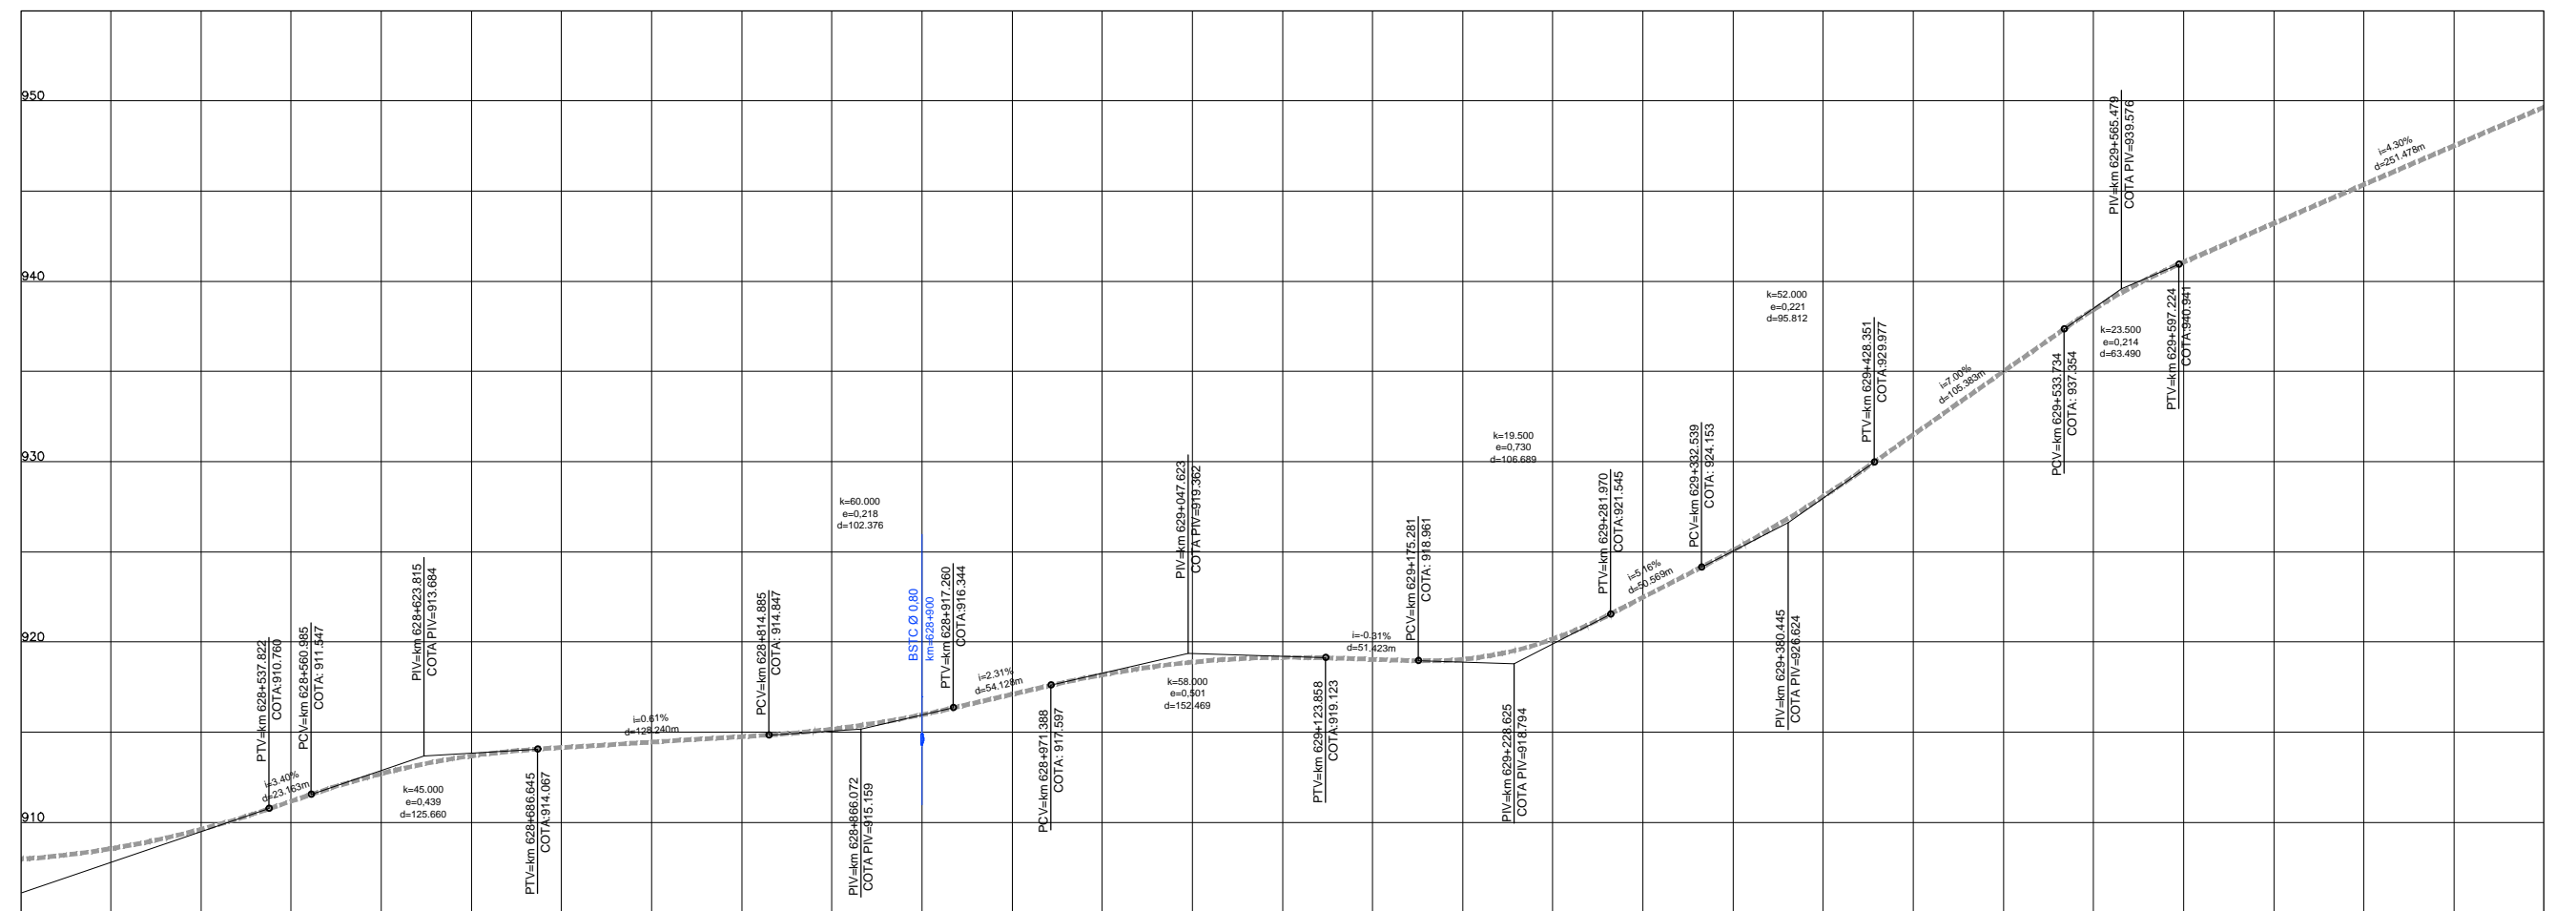 950
940
930
920
910
PTV=km 628+537.822
COTA:910.760
i=3.40%
d=23.163m
PCV=km 628+560.985
COTA: 911.547
PIV=km 628+623.815
COTA PIV=913.684
k=45.000
e=0,439
d=125.660
PTV=km 628+686.645
COTA:914.067
i=0.61%
d=128.240m
PCV=km 628+814.885
COTA: 914.847
k=60.000
e=0,218
d=102.376
PIV=km 628+866.072
COTA PIV=915.159
BSTC Ø 0,80
km=628+900
PTV=km 628+917.260
COTA:916.344
i=2.31%
d=54.128m
PCV=km 628+971.388
COTA: 917.597
PIV=km 629+047.623
COTA PIV=919.362
k=58.000
e=0,501
d=152.469
PTV=km 629+123.858
COTA:919.123
i=-0.31%
d=51.423m
PCV=km 629+175.281
COTA: 918.961
k=19.500
e=0,730
d=106.689
PIV=km 629+228.625
COTA PIV=918.794
PTV=km 629+281.970
COTA:921.545
i=5.16%
d=50.569m
PCV=km 629+332.539
COTA: 924.153
k=52.000
e=0,221
d=95.812
PIV=km 629+380.445
COTA PIV=926.624
PTV=km 629+428.351
COTA:929.977
i=7.00%
d=105.383m
PCV=km 629+533.734
COTA: 937.354
PIV=km 629+565.479
COTA PIV=939.576
k=23.500
e=0,214
d=63.490
PTV=km 629+597.224
COTA:940.941
i=4.30%
d=251.478m